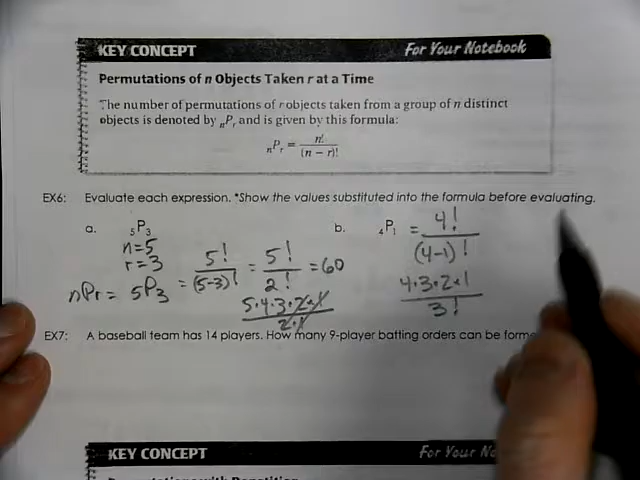 KEY CONCEPT For Your Notebook
Permutations of n Objects Taken r at a Time
The number of permutations of r objects taken from a group of n distinct
objects is denoted by nPr and is given by this formula:
nPr = n! / (n − r)!
EX6: Evaluate each expression. *Show the values substituted into the formula before evaluating.
a. 5P3
n=5
r=3
nPr = 5P3 = 5! / (5-3)! = 5! / 2! = 60
5·4·3·2·1 / 2·1
b. 4P1 = 4! / (4-1)!
4·3·2·1 / 3!
EX7: A baseball team has 14 players. How many 9-player batting orders can be
KEY CONCEPT For Your